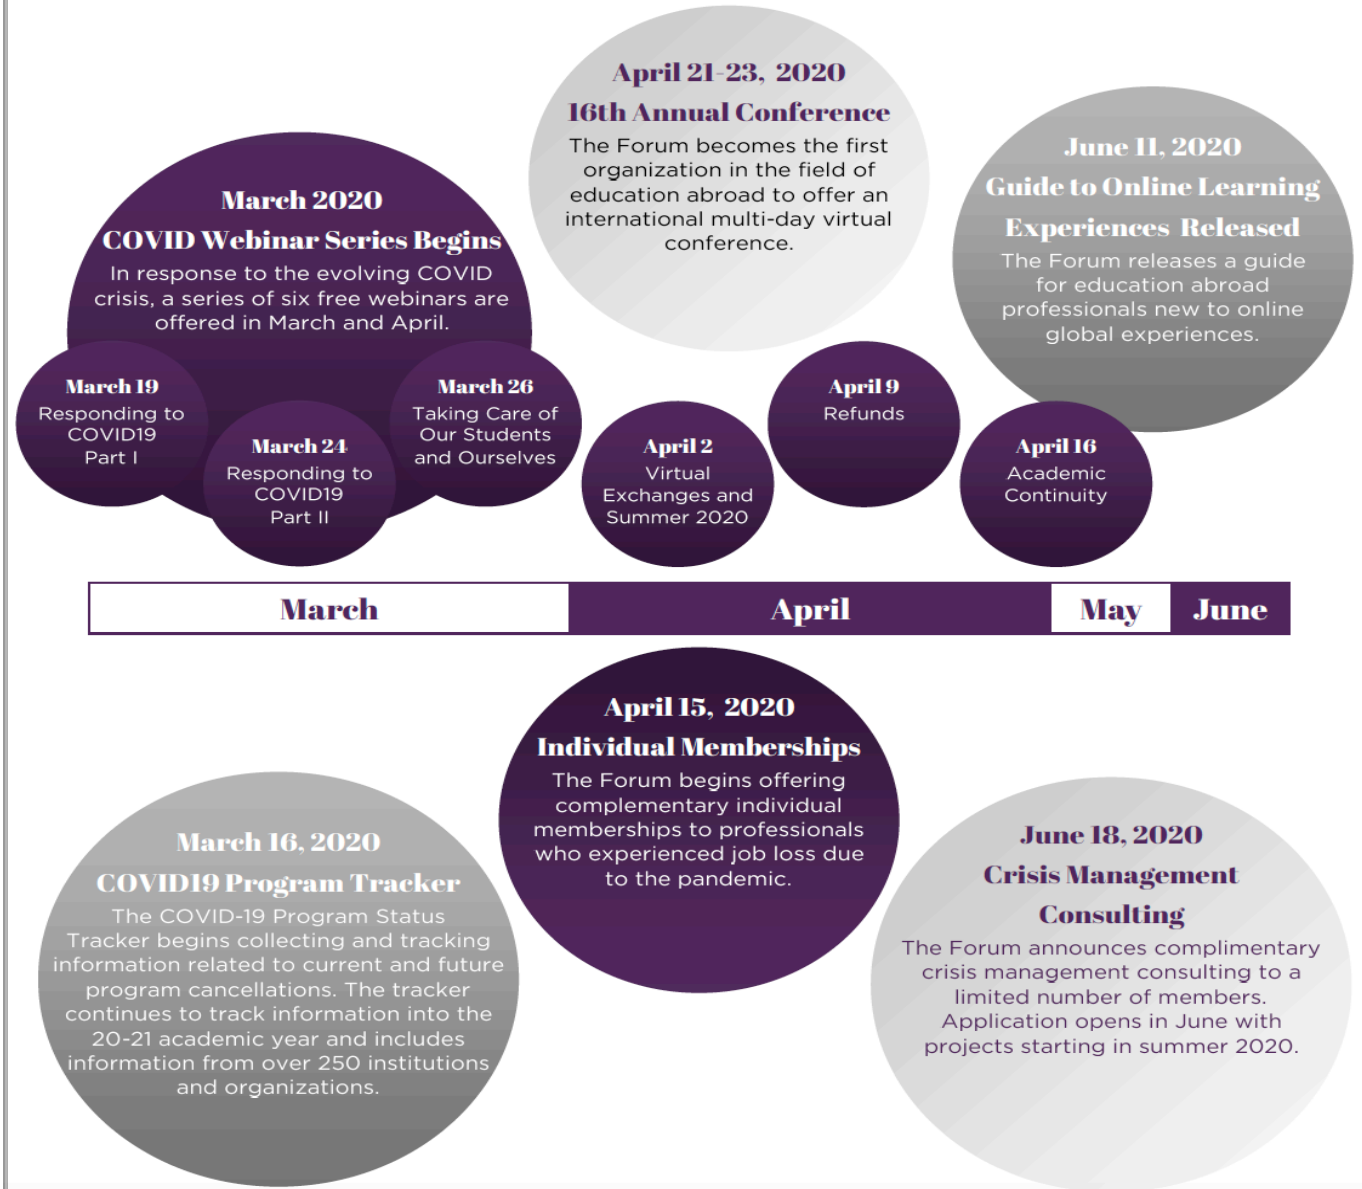 April 21-23, 2020
16th Annual Conference
The Forum becomes the first
organization in the field of
education abroad to offer an
international multi-day virtual
conference.
June 11, 2020
Guide to Online Learning
Experiences Released
The Forum releases a guide
for education abroad
professionals new to online
global experiences.
March 2020
COVID Webinar Series Begins
In response to the evolving COVID
crisis, a series of six free webinars are
offered in March and April.
March 19
Responding to
COVID19
Part I
March 24
Responding to
COVID19
Part II
March 26
Taking Care of
Our Students
and Ourselves
April 2
Virtual
Exchanges and
Summer 2020
April 9
Refunds
April 16
Academic
Continuity
March
April
May
June
March 16, 2020
COVID19 Program Tracker
The COVID-19 Program Status
Tracker begins collecting and tracking
information related to current and future
program cancellations. The tracker
continues to track information into the
20-21 academic year and includes
information from over 250 institutions
and organizations.
April 15, 2020
Individual Memberships
The Forum begins offering
complementary individual
memberships to professionals
who experienced job loss due
to the pandemic.
June 18, 2020
Crisis Management
Consulting
The Forum announces complimentary
crisis management consulting to a
limited number of members.
Application opens in June with
projects starting in summer 2020.